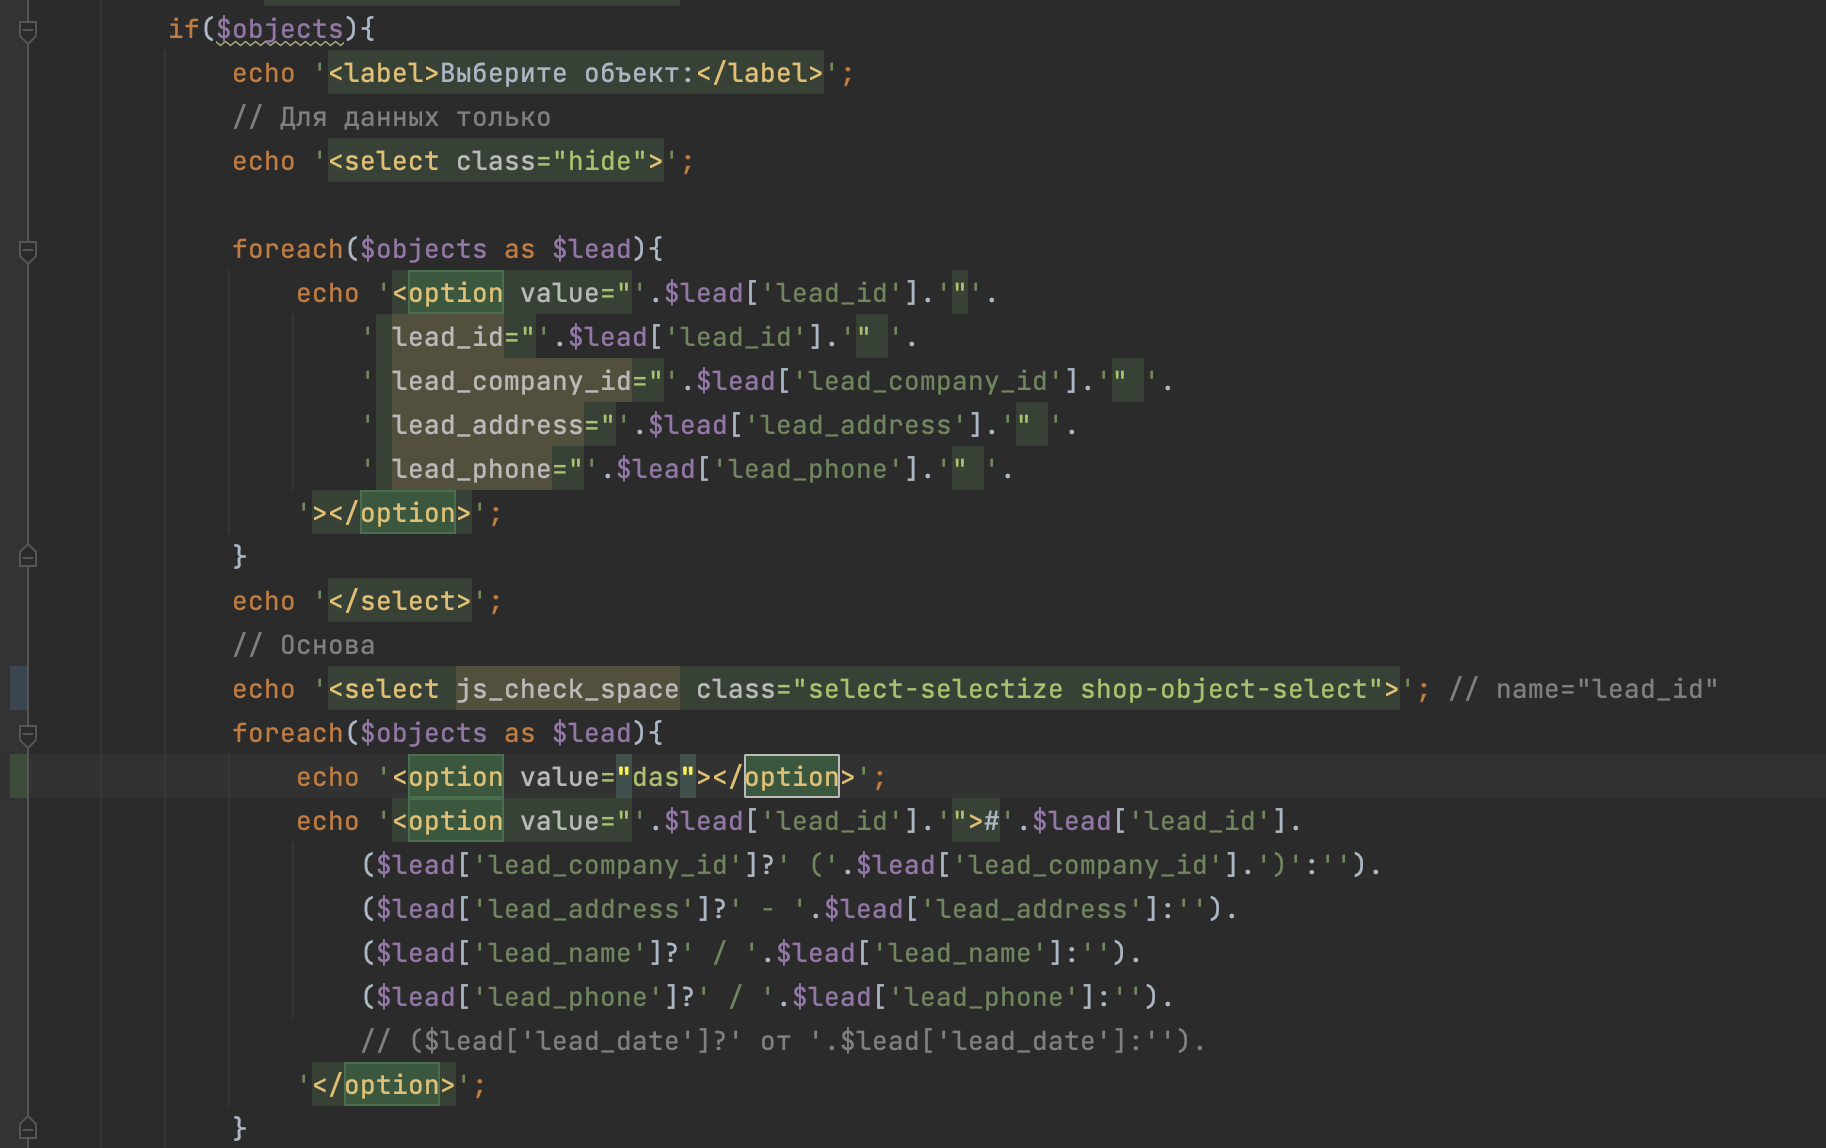 if($objects){
echo '<label>Выберите объект:</label>';
// Для данных только
echo '<select class="hide">';
foreach($objects as $lead){
echo '<option value="'.$lead['lead_id'].'"'.
' lead_id="'.$lead['lead_id'].'" '.
' lead_company_id="'.$lead['lead_company_id'].'" '.
' lead_address="'.$lead['lead_address'].'" '.
' lead_phone="'.$lead['lead_phone'].'" '.
'></option>';
}
echo '</select>';
// Основа
echo '<select js_check_space class="select-selectize shop-object-select">'; // name="lead_id"
foreach($objects as $lead){
echo '<option value="das"></option>';
echo '<option value="'.$lead['lead_id'].'">#'.$lead['lead_id'].
($lead['lead_company_id']?' ('.$lead['lead_company_id'].')':'').
($lead['lead_address']?' - '.$lead['lead_address']:'').
($lead['lead_name']?' / '.$lead['lead_name']:'').
($lead['lead_phone']?' / '.$lead['lead_phone']:'').
// ($lead['lead_date']?' от '.$lead['lead_date']:'').
'</option>';
}